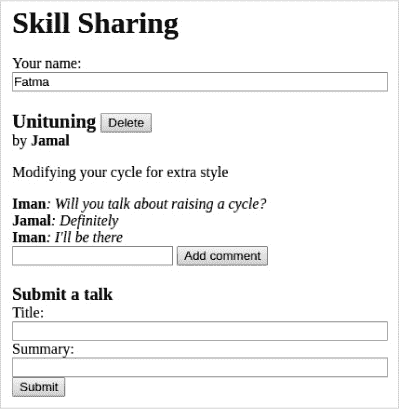 Skill Sharing
Your name:
Fatma
Unituning Delete
by Jamal
Modifying your cycle for extra style
Iman: Will you talk about raising a cycle?
Jamal: Definitely
Iman: I'll be there
Add comment
Submit a talk
Title:
Summary:
Submit